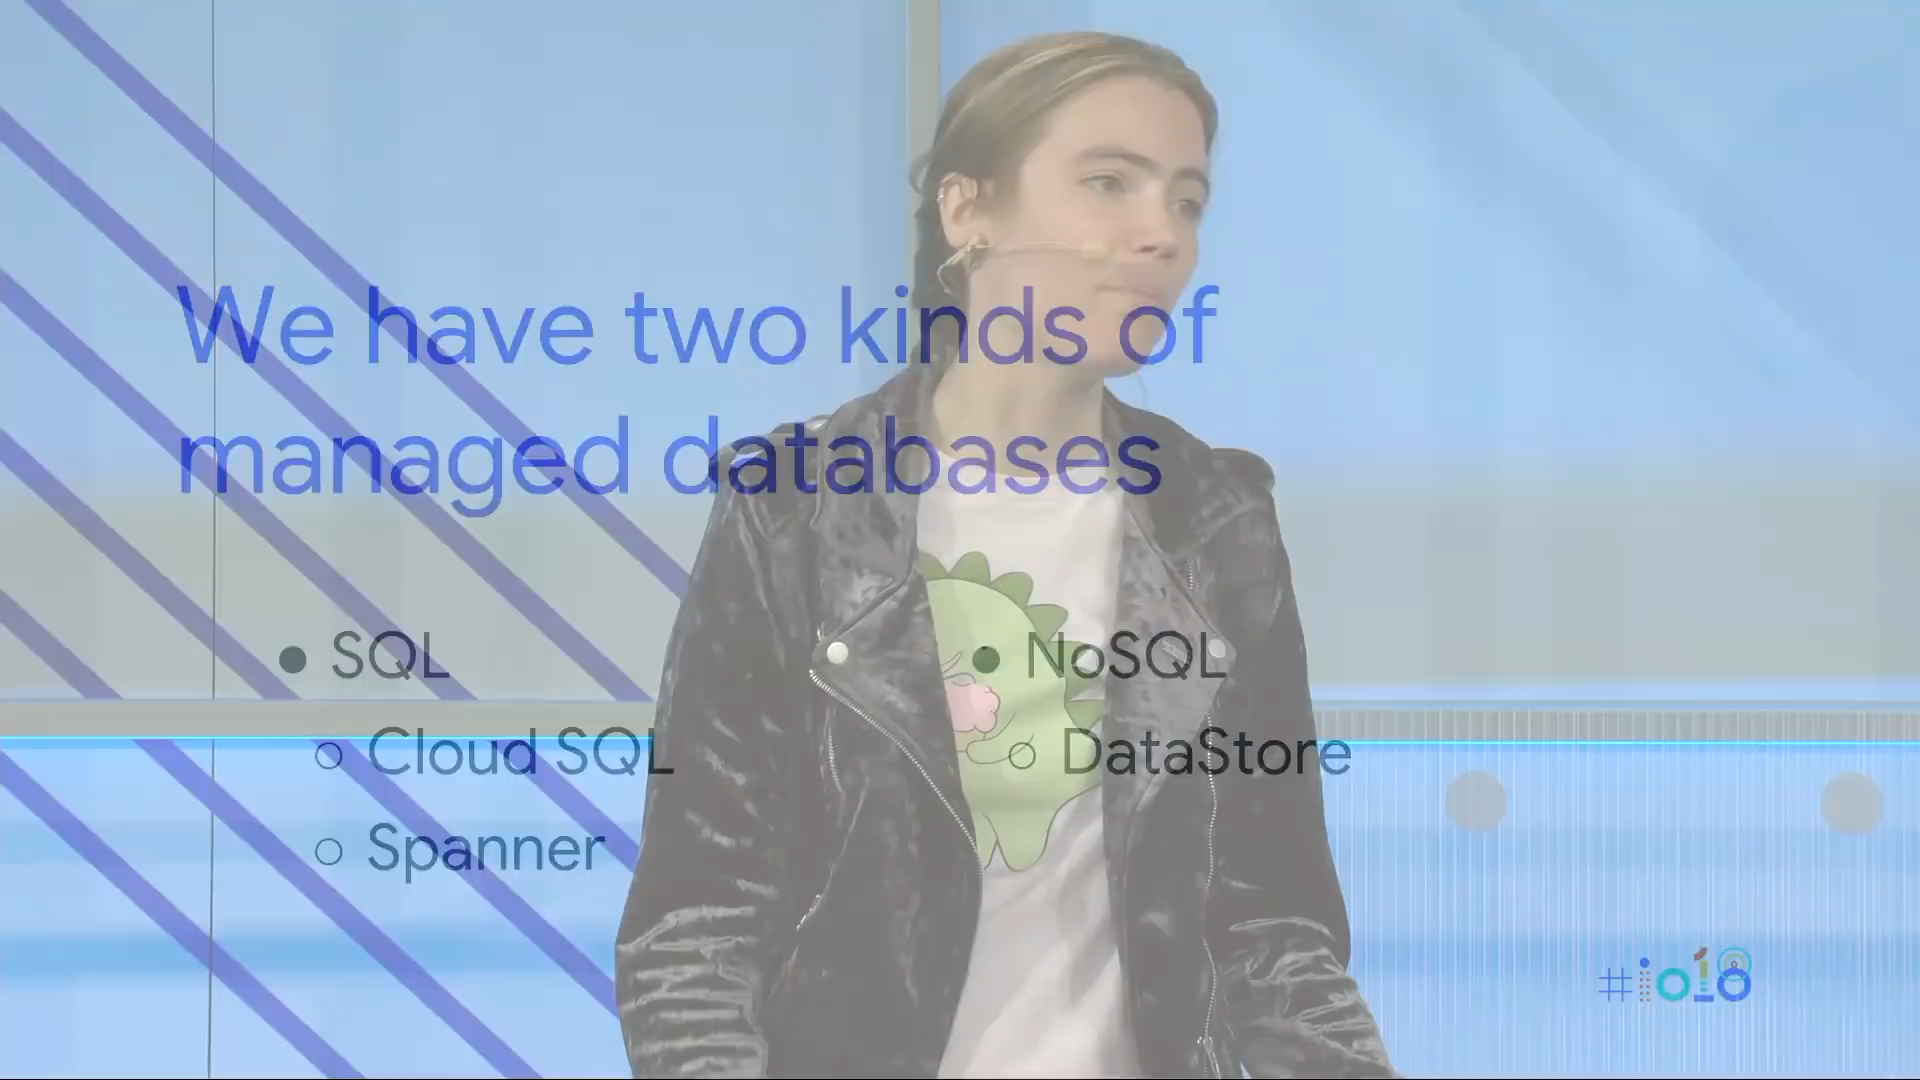 We have two kinds of
managed databases
● SQL
○ Cloud SQL
○ Spanner
● NoSQL
○ DataStore
#io18